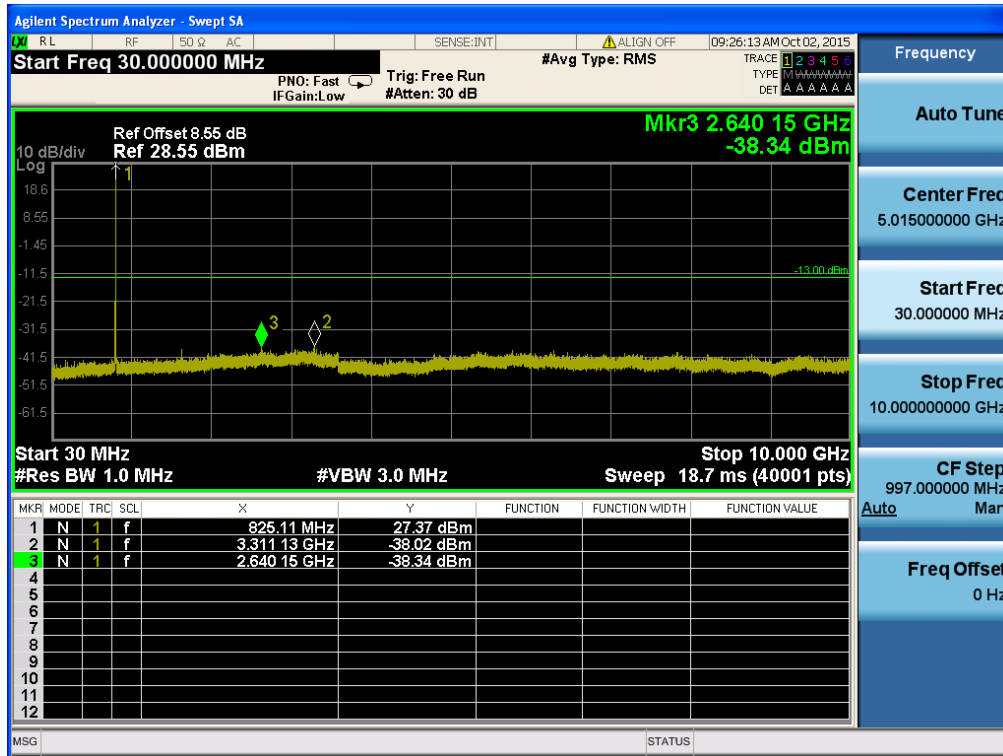 Agilent Spectrum Analyzer - Swept SA
LXI RL RF 50 Ω AC SENSE:INT ALIGN OFF 09:26:13 AM Oct 02, 2015
Start Freq 30.000000 MHz
PNO: Fast
IFGain:Low
Trig: Free Run
#Atten: 30 dB
#Avg Type: RMS
TRACE 1 2 3 4 5 6
TYPE M
DET A A A A A A
Mkr3 2.640 15 GHz
-38.34 dBm
Ref Offset 8.55 dB
10 dB/div Ref 28.55 dBm
Log
1
18.6
8.55
-1.45
-11.5
-13.00 dBm
-21.5
-31.5
3 2
-41.5
-51.5
-61.5
Start 30 MHz Stop 10.000 GHz
#Res BW 1.0 MHz #VBW 3.0 MHz Sweep 18.7 ms (40001 pts)
MKR MODE TRC SCL X Y FUNCTION FUNCTION WIDTH FUNCTION VALUE
1 N 1 f 825.11 MHz 27.37 dBm
2 N 1 f 3.311 13 GHz -38.02 dBm
3 N 1 f 2.640 15 GHz -38.34 dBm
4
5
6
7
8
9
10
11
12
MSG STATUS
Frequency
Auto Tune
Center Freq
5.015000000 GHz
Start Freq
30.000000 MHz
Stop Freq
10.000000000 GHz
CF Step
997.000000 MHz
Auto Man
Freq Offset
0 Hz